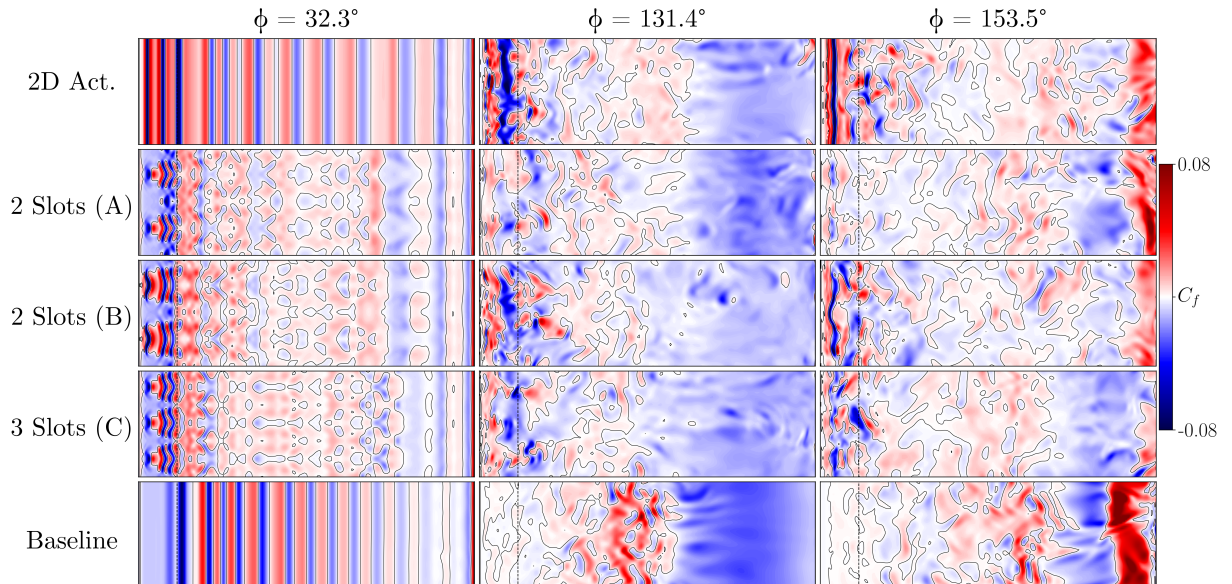 ϕ = 32.3°
ϕ = 131.4°
ϕ = 153.5°
2D Act.
2 Slots (A)
0.08
2 Slots (B)
C_f
3 Slots (C)
-0.08
Baseline